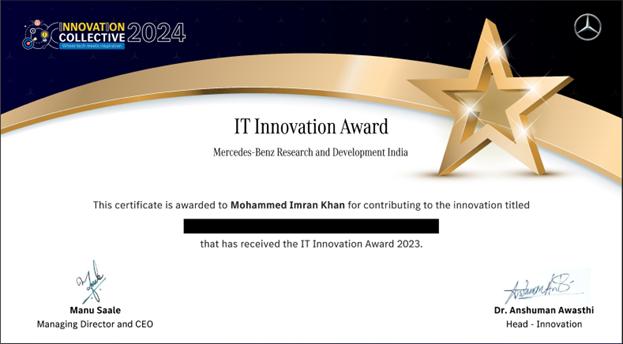 INNOVATION
COLLECTIVE 2024
Where tech meets inspiration.
IT Innovation Award
Mercedes-Benz Research and Development India
This certificate is awarded to Mohammed Imran Khan for contributing to the innovation titled
that has received the IT Innovation Award 2023.
Manu Saale
Managing Director and CEO
Dr. Anshuman Awasthi
Head - Innovation